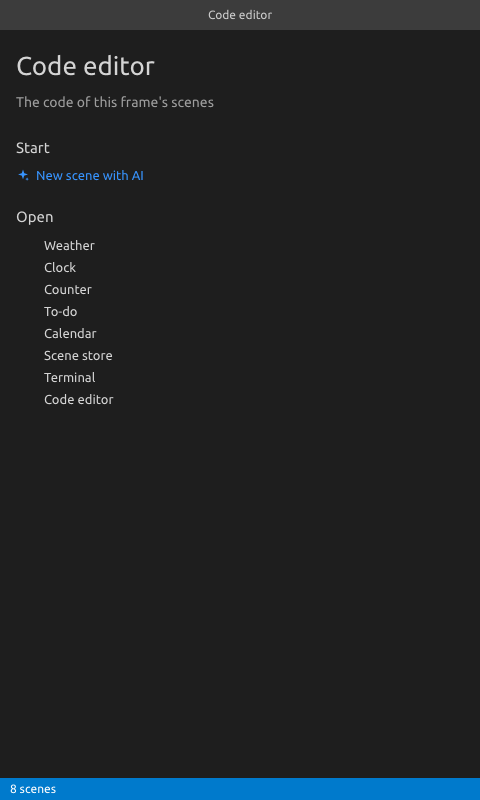 Code editor
Code editor
The code of this frame's scenes
Start
New scene with AI
Open
Weather
Clock
Counter
To-do
Calendar
Scene store
Terminal
Code editor
8 scenes